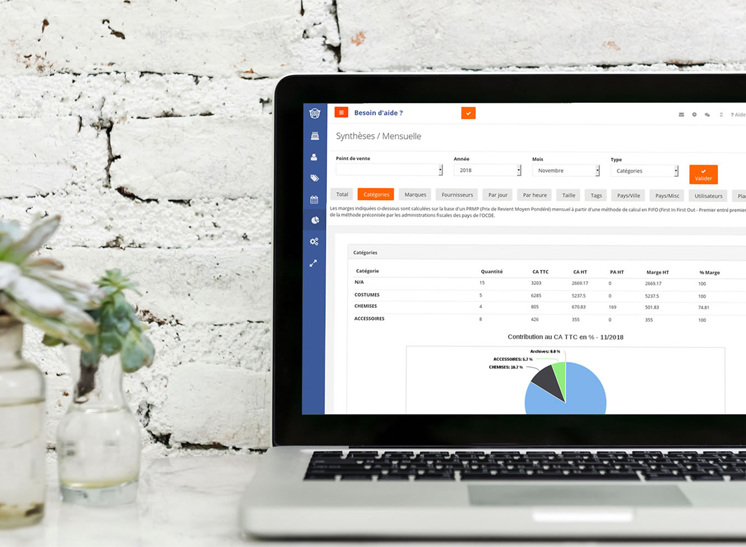 Besoin d'aide ?
? Aide
Synthèses / Mensuelle
Point de vente Année Mois Type
2018 Novembre Catégories Valider
Total Catégories Marques Fournisseurs Par jour Par heure Taille Tags Pays/Ville Pays/Misc Utilisateurs
Les marges indiquées ci-dessous sont calculées sur la base d'un PRMP (Prix de Revient Moyen Pondéré) mensuel à partir d'une méthode de calcul en FIFO (First In First Out - Premier entré premier
de la méthode préconisée par les administrations fiscales des pays de l'OCDE.
Catégories
Catégorie Quantité CA TTC CA HT PA HT Marge HT % Marge
N/A 15 3203 2669.17 0 2669.17 100
COSTUMES 5 6285 5237.5 0 5237.5 100
CHEMISES 4 805 670.83 169 501.83 74.81
ACCESSOIRES 8 426 355 0 355 100
Contribution au CA TTC en % - 11/2018
ACCESSOIRES: 5.7 %
CHEMISES: 10.7 %